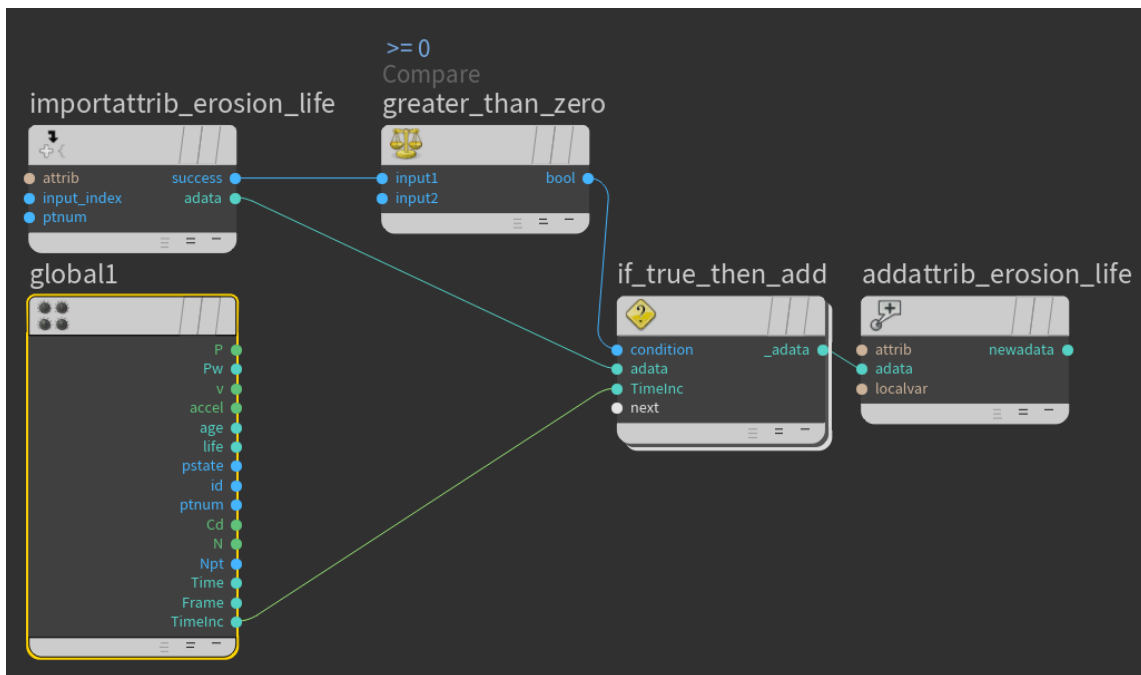 >= 0
Compare
importattrib_erosion_life
greater_than_zero
attrib success
input_index adata
ptnum
input1 bool
input2
global1
P
Pw
v
accel
age
life
pstate
id
ptnum
Cd
N
Npt
Time
Frame
TimeInc
if_true_then_add
condition _adata
adata
TimeInc
next
addattrib_erosion_life
attrib newadata
adata
localvar